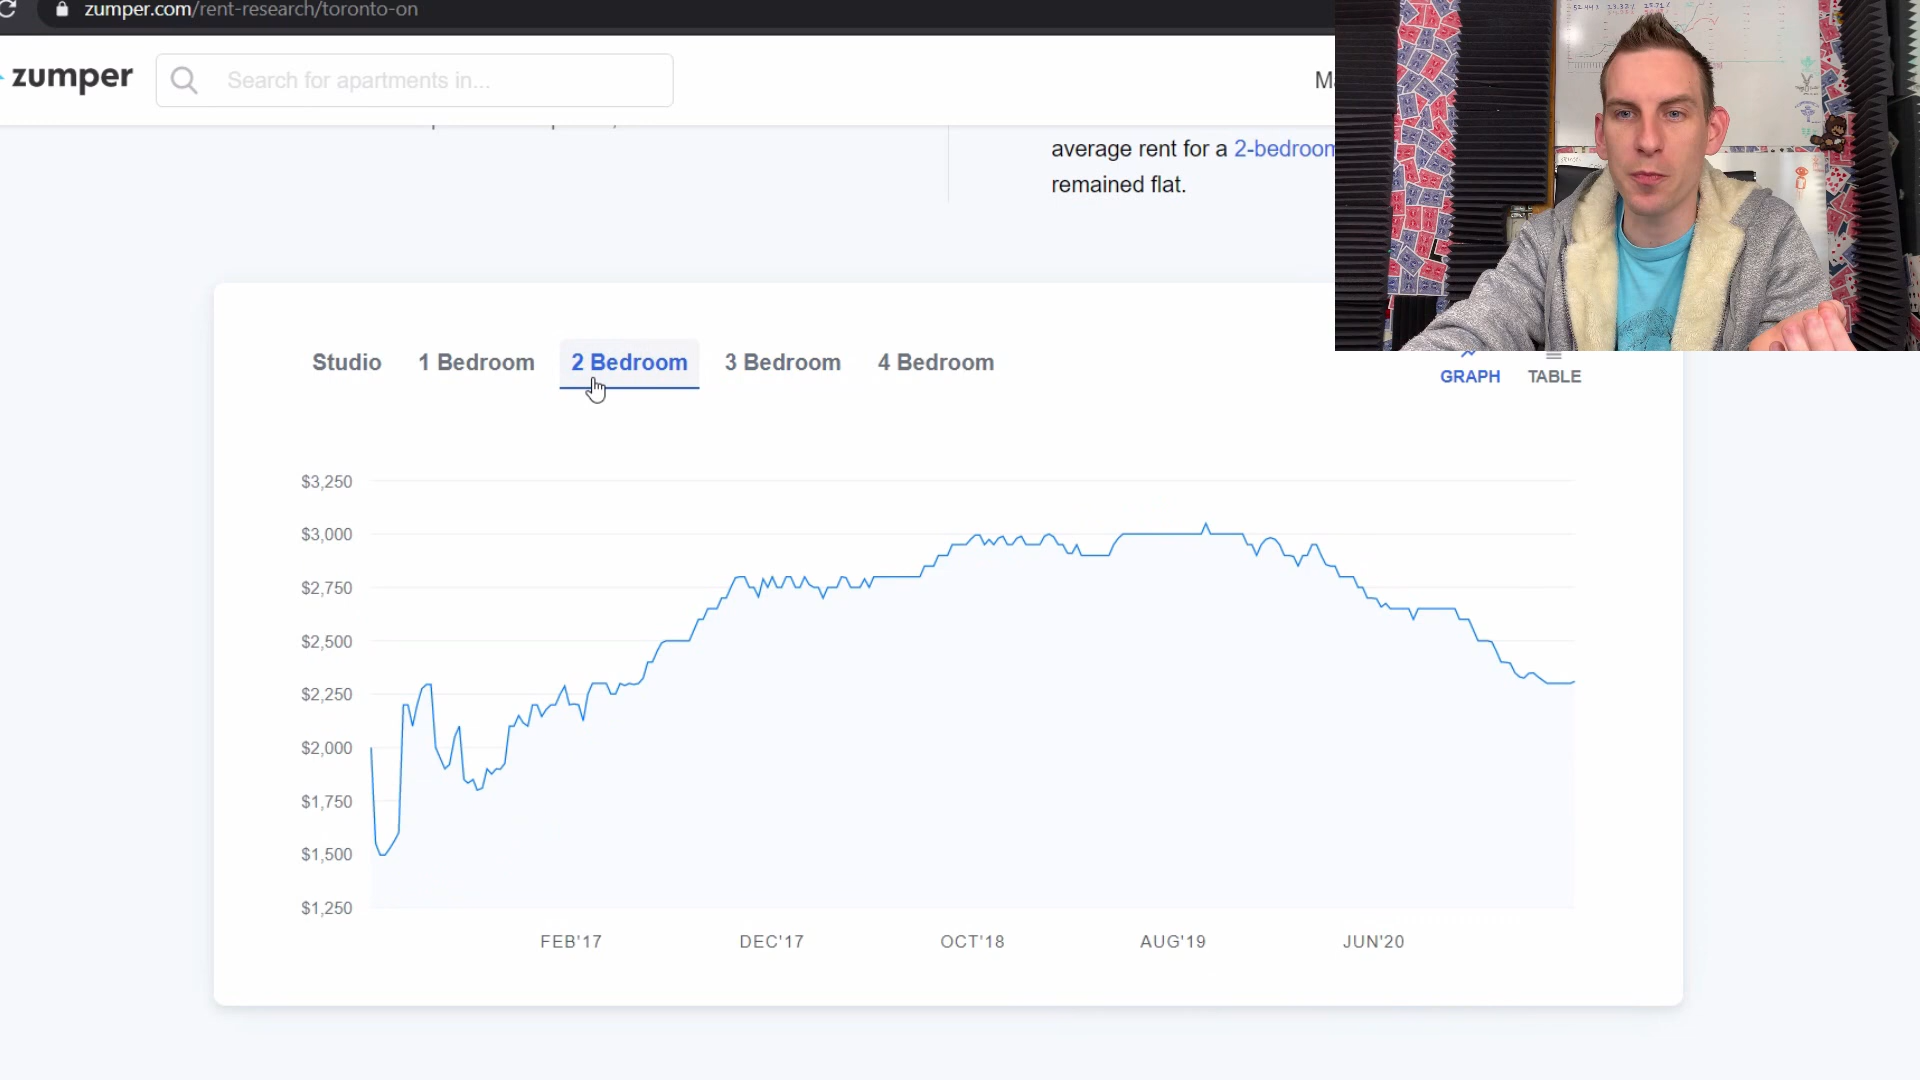 zumper.com/rent-research/toronto-on
zumper
Search for apartments in...
average rent for a 2-bedroom
remained flat.
Studio 1 Bedroom 2 Bedroom 3 Bedroom 4 Bedroom
GRAPH TABLE
$3,250
$3,000
$2,750
$2,500
$2,250
$2,000
$1,750
$1,500
$1,250
FEB'17 DEC'17 OCT'18 AUG'19 JUN'20